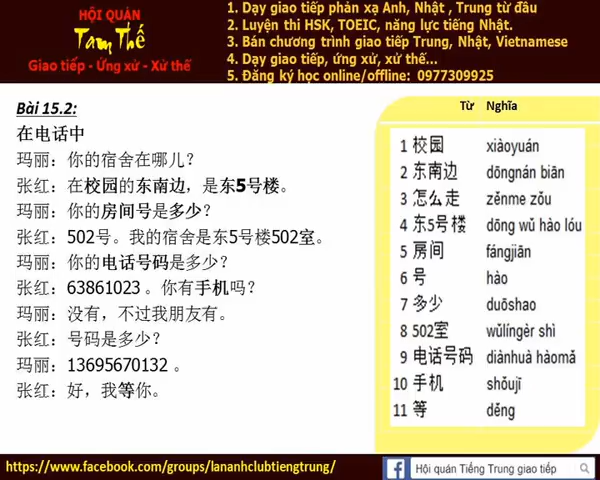 HỘI QUÁN
Tam Thế
Giao tiếp - Ứng xử - Xử thế
1. Dạy giao tiếp phản xạ Anh, Nhật , Trung từ đầu
2. Luyện thi HSK, TOEIC, năng lực tiếng Nhật.
3. Bán chương trình giao tiếp Trung, Nhật, Vietnamese
4. Dạy giao tiếp, ứng xử, xử thế...
5. Đăng ký học online/offline: 0977309925
Bài 15.2:
在电话中
玛丽：你的宿舍在哪儿？
张红：在校园的东南边，是东5号楼。
玛丽：你的房间号是多少？
张红：502号。我的宿舍是东5号楼502室。
玛丽：你的电话号码是多少？
张红：63861023 。你有手机吗？
玛丽：没有，不过我朋友有。
张红：号码是多少？
玛丽：13695670132 。
张红：好，我等你。
Từ Nghĩa
1 校园 xiàoyuán
2 东南边 dōngnán biān
3 怎么走 zěnme zǒu
4 东5号楼 dōng wǔ hào lóu
5 房间 fángjiān
6 号 hào
7 多少 duōshao
8 502室 wǔlíngèr shì
9 电话号码 diànhuà hàomǎ
10 手机 shǒujī
11 等 děng
https://www.facebook.com/groups/lananhclubtiengtrung/
f Hội quán Tiếng Trung giao tiếp